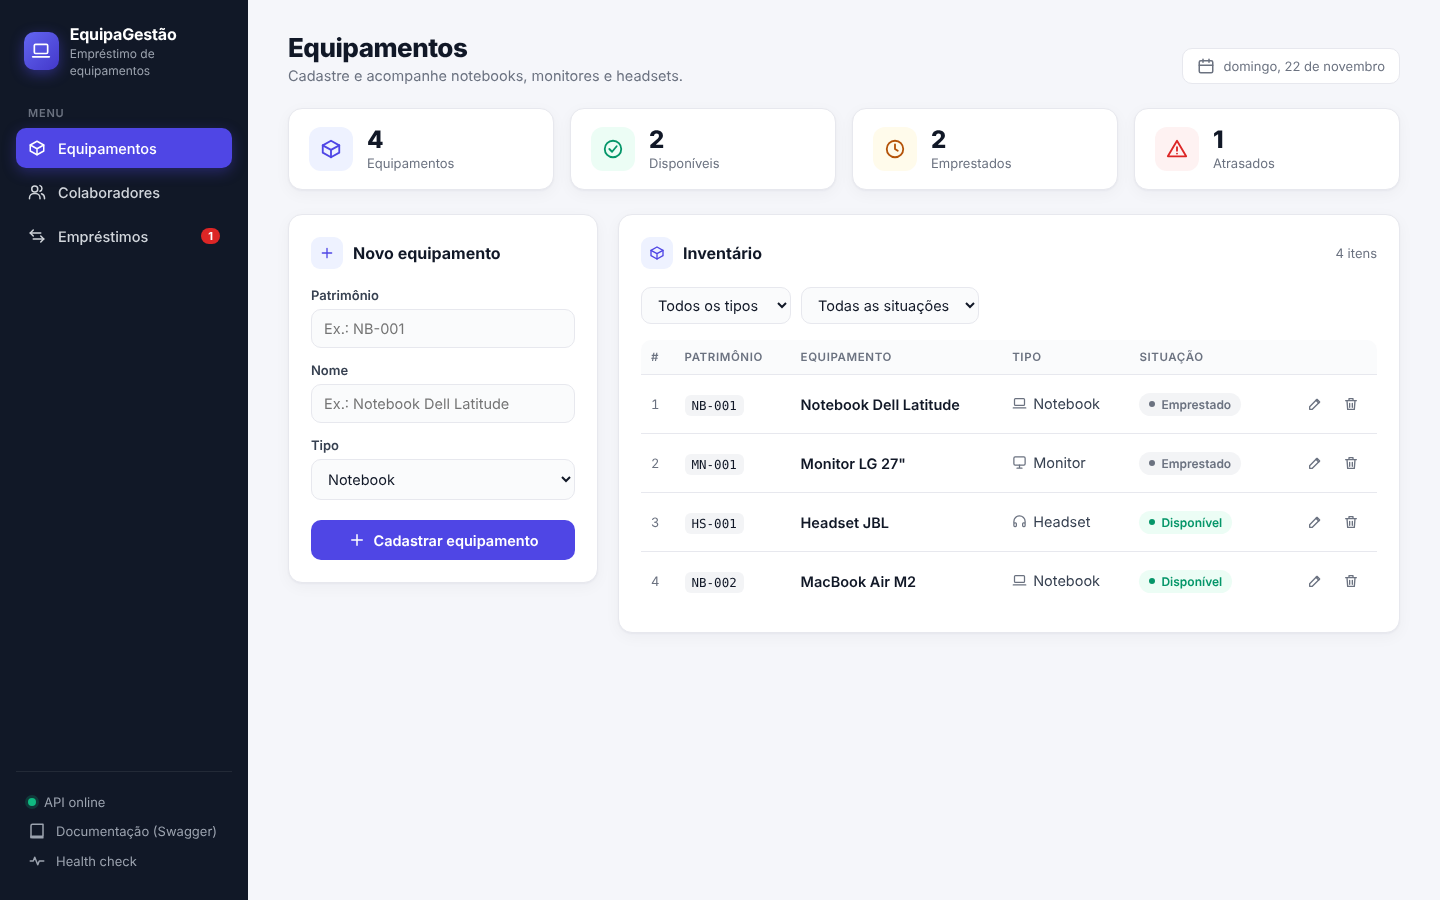 EquipaGestão
Empréstimo de
equipamentos
MENU
Equipamentos
Colaboradores
Empréstimos 1
API online
Documentação (Swagger)
Health check
Equipamentos
Cadastre e acompanhe notebooks, monitores e headsets.
domingo, 22 de novembro
4
Equipamentos
2
Disponíveis
2
Emprestados
1
Atrasados
Novo equipamento
Patrimônio
Ex.: NB-001
Nome
Ex.: Notebook Dell Latitude
Tipo
Notebook
Cadastrar equipamento
Inventário
4 itens
Todos os tipos Todas as situações
# PATRIMÔNIO EQUIPAMENTO TIPO SITUAÇÃO
1 NB-001 Notebook Dell Latitude Notebook Emprestado
2 MN-001 Monitor LG 27" Monitor Emprestado
3 HS-001 Headset JBL Headset Disponível
4 NB-002 MacBook Air M2 Notebook Disponível